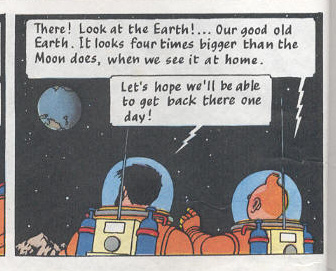 There! Look at the Earth!... Our good old
Earth. It looks four times bigger than the
Moon does, when we see it at home.
Let's hope we'll be able
to get back there one
day!